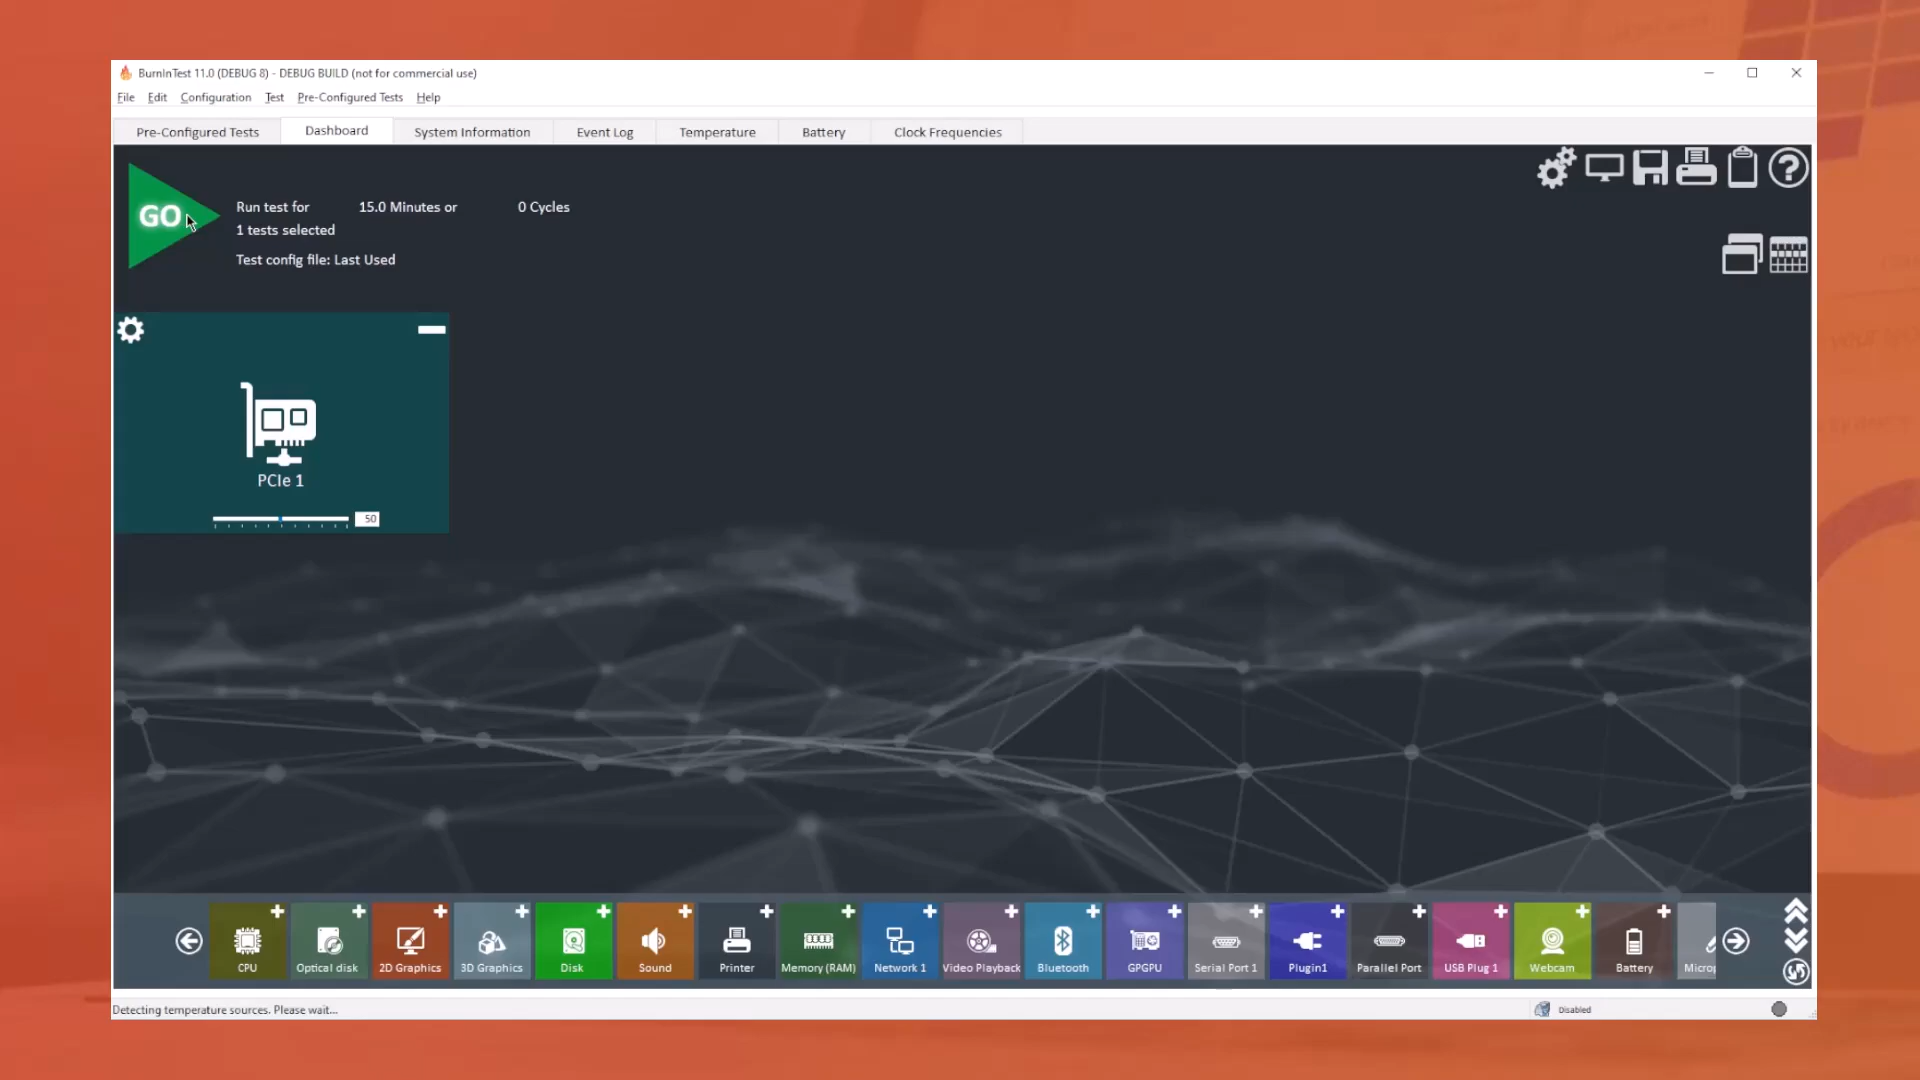 BurnInTest 11.0 (DEBUG 8) - DEBUG BUILD (not for commercial use)
File Edit Configuration Test Pre-Configured Tests Help
Pre-Configured Tests Dashboard System Information Event Log Temperature Battery Clock Frequencies
GO
Run test for 15.0 Minutes or 0 Cycles
1 tests selected
Test config file: Last Used
PCIe 1
50
CPU Optical disk 2D Graphics 3D Graphics Disk Sound Printer Memory (RAM) Network 1 Video Playback Bluetooth GPGPU Serial Port 1 Plugin1 Parallel Port USB Plug 1 Webcam Battery
Detecting temperature sources. Please wait... Disabled